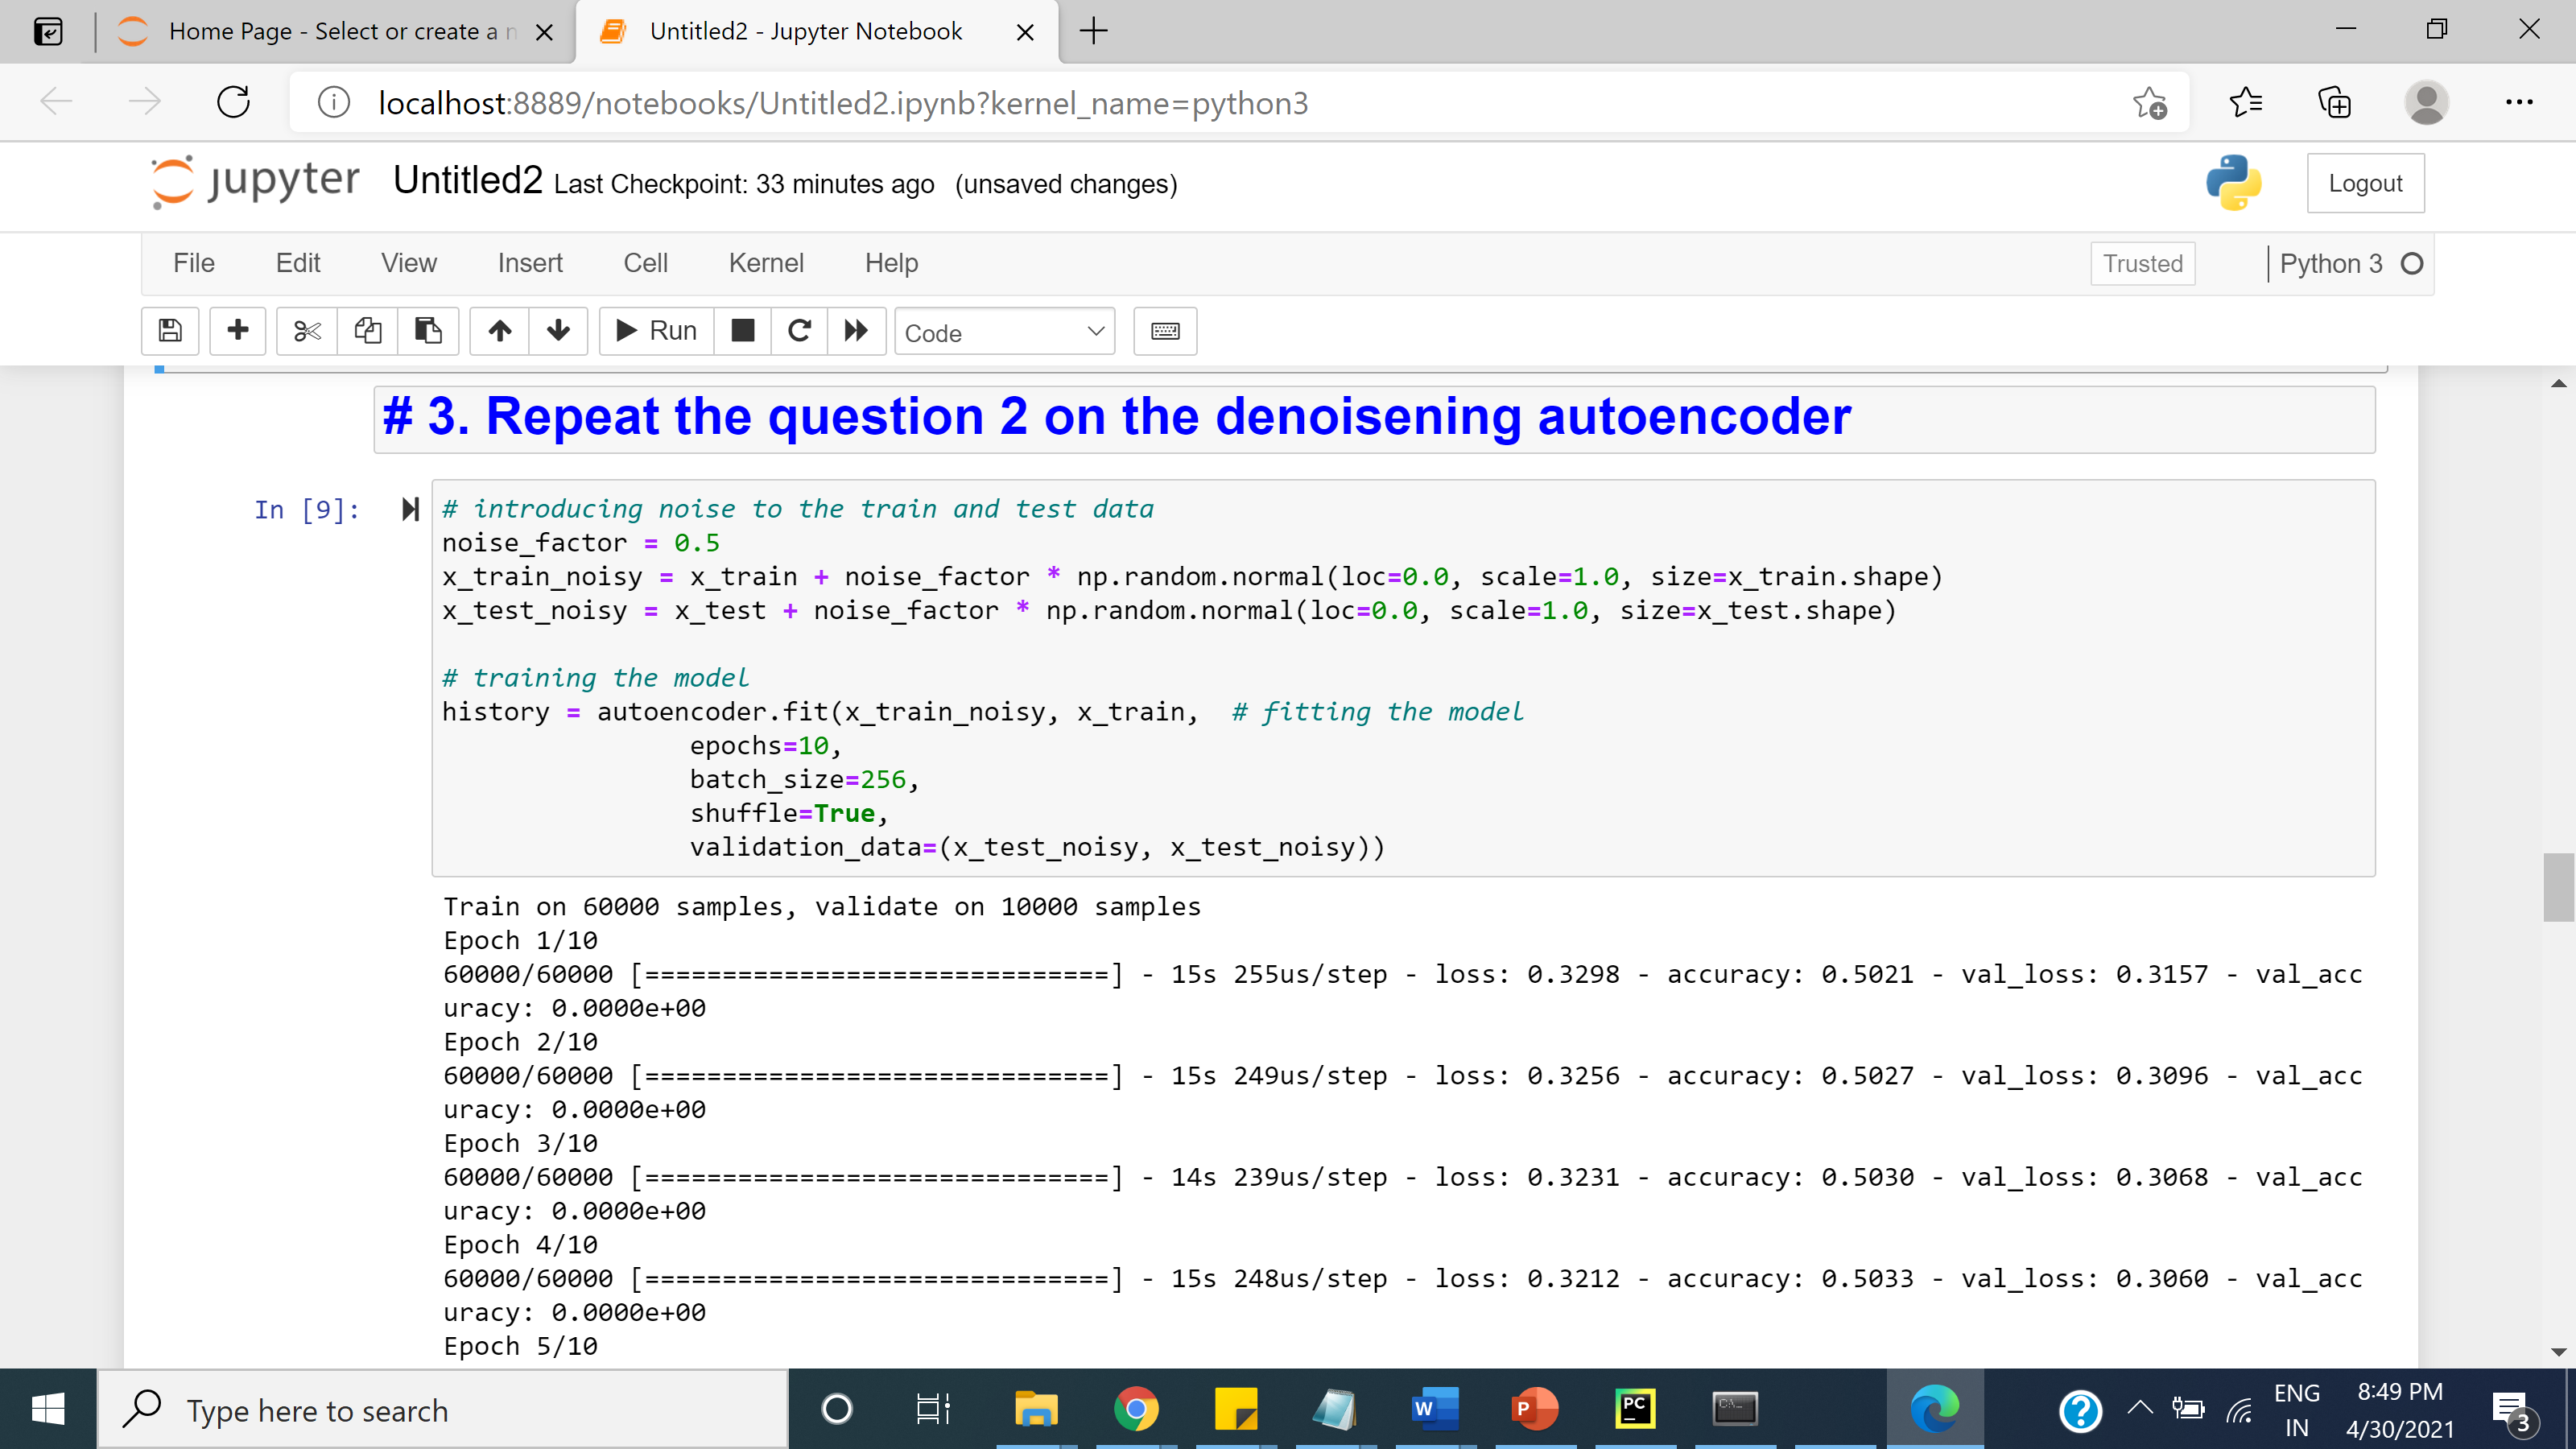 Home Page - Select or create a n
Untitled2 - Jupyter Notebook
localhost:8889/notebooks/Untitled2.ipynb?kernel_name=python3
jupyter Untitled2 Last Checkpoint: 33 minutes ago (unsaved changes)
Logout
File Edit View Insert Cell Kernel Help
Trusted
Python 3
Run
Code
# 3. Repeat the question 2 on the denoisening autoencoder
In [9]:
# introducing noise to the train and test data
noise_factor = 0.5
x_train_noisy = x_train + noise_factor * np.random.normal(loc=0.0, scale=1.0, size=x_train.shape)
x_test_noisy = x_test + noise_factor * np.random.normal(loc=0.0, scale=1.0, size=x_test.shape)
# training the model
history = autoencoder.fit(x_train_noisy, x_train,  # fitting the model
epochs=10,
batch_size=256,
shuffle=True,
validation_data=(x_test_noisy, x_test_noisy))
Train on 60000 samples, validate on 10000 samples
Epoch 1/10
60000/60000 [==============================] - 15s 255us/step - loss: 0.3298 - accuracy: 0.5021 - val_loss: 0.3157 - val_acc
uracy: 0.0000e+00
Epoch 2/10
60000/60000 [==============================] - 15s 249us/step - loss: 0.3256 - accuracy: 0.5027 - val_loss: 0.3096 - val_acc
uracy: 0.0000e+00
Epoch 3/10
60000/60000 [==============================] - 14s 239us/step - loss: 0.3231 - accuracy: 0.5030 - val_loss: 0.3068 - val_acc
uracy: 0.0000e+00
Epoch 4/10
60000/60000 [==============================] - 15s 248us/step - loss: 0.3212 - accuracy: 0.5033 - val_loss: 0.3060 - val_acc
uracy: 0.0000e+00
Epoch 5/10
Type here to search
W
P
PC
ENG
IN
8:49 PM
4/30/2021
3